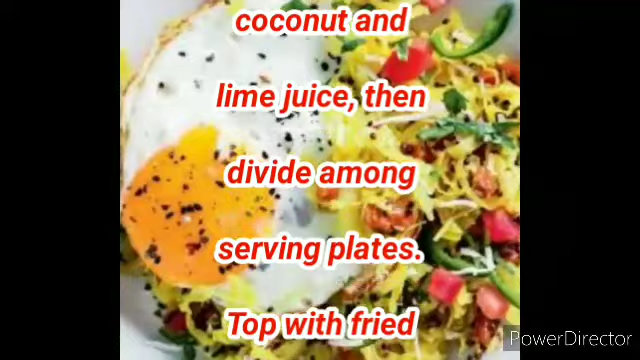 coconut and
lime juice, then
divide among
serving plates.
Top with fried
PowerDirector